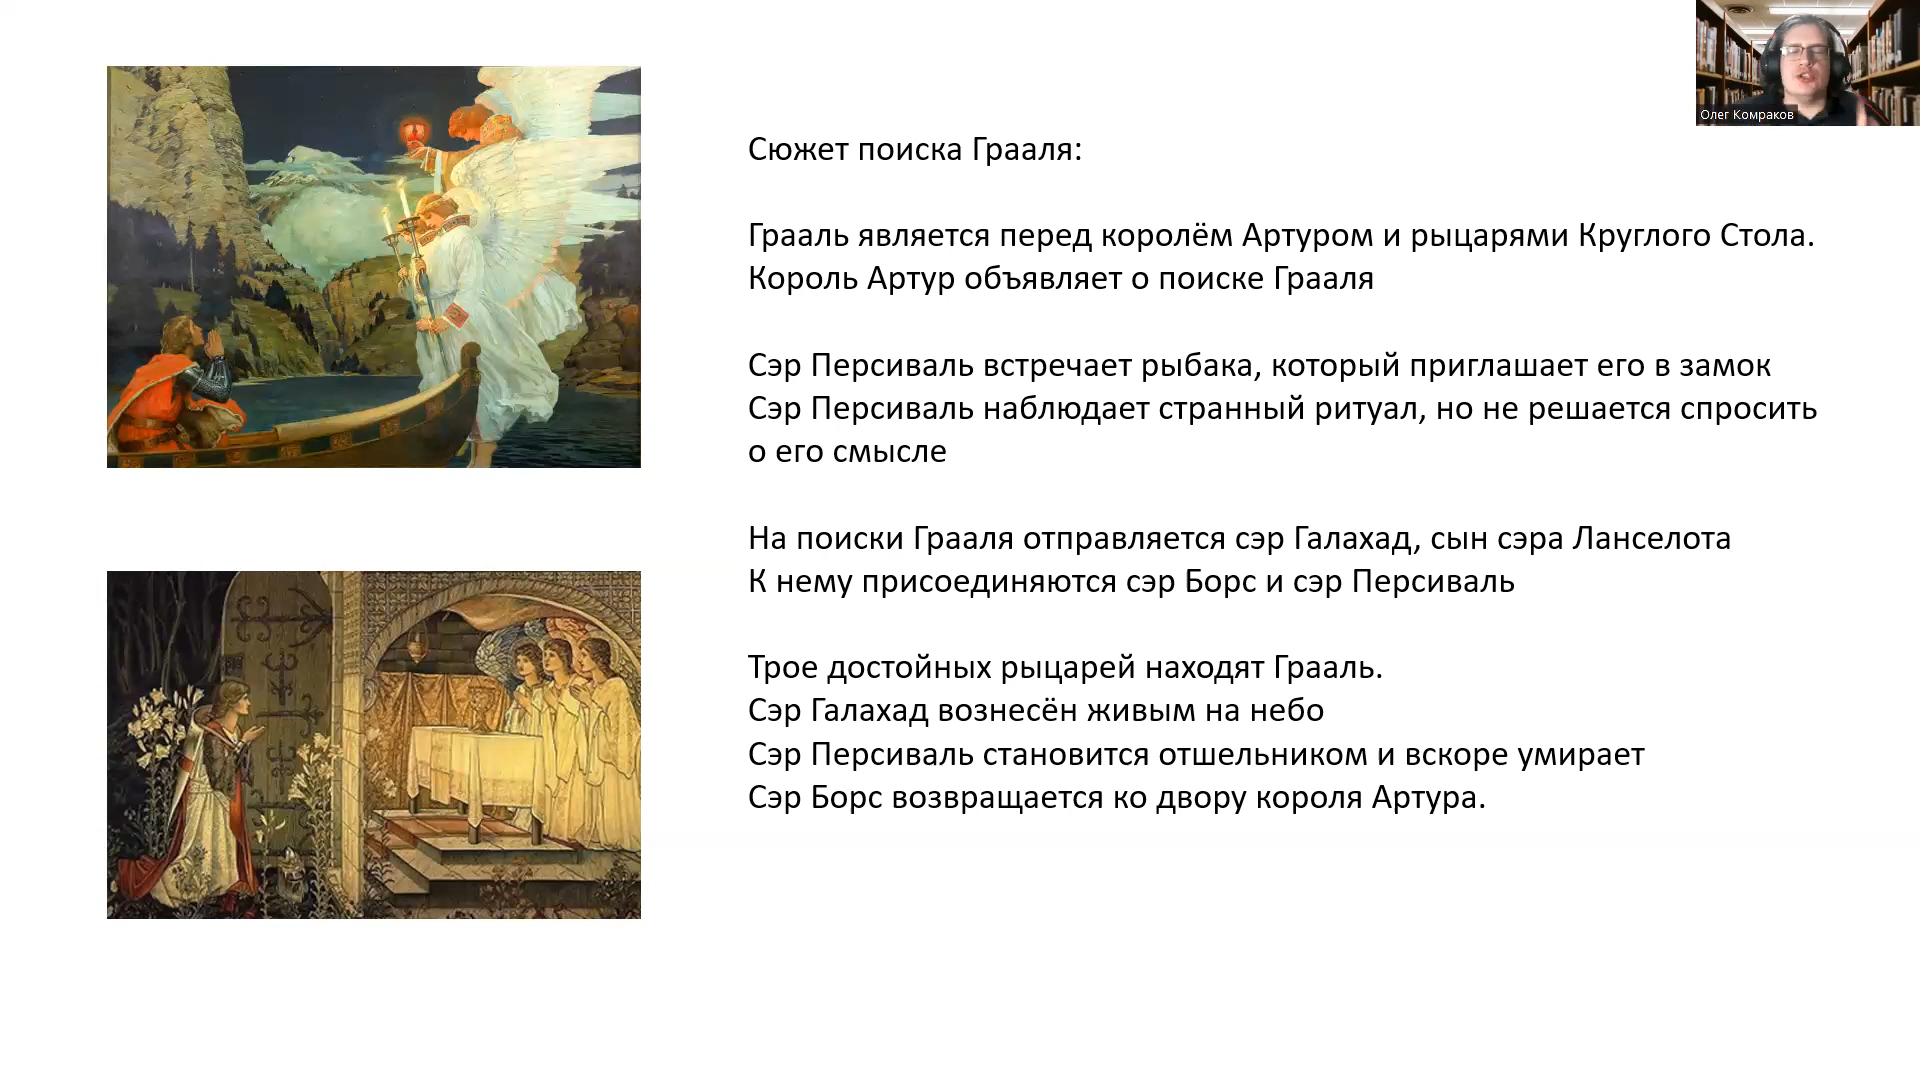 Олег Комраков
Сюжет поиска Грааля:
Грааль является перед королём Артуром и рыцарями Круглого Стола.
Король Артур объявляет о поиске Грааля
Сэр Персиваль встречает рыбака, который приглашает его в замок
Сэр Персиваль наблюдает странный ритуал, но не решается спросить
о его смысле
На поиски Грааля отправляется сэр Галахад, сын сэра Ланселота
К нему присоединяются сэр Борс и сэр Персиваль
Трое достойных рыцарей находят Грааль.
Сэр Галахад вознесён живым на небо
Сэр Персиваль становится отшельником и вскоре умирает
Сэр Борс возвращается ко двору короля Артура.